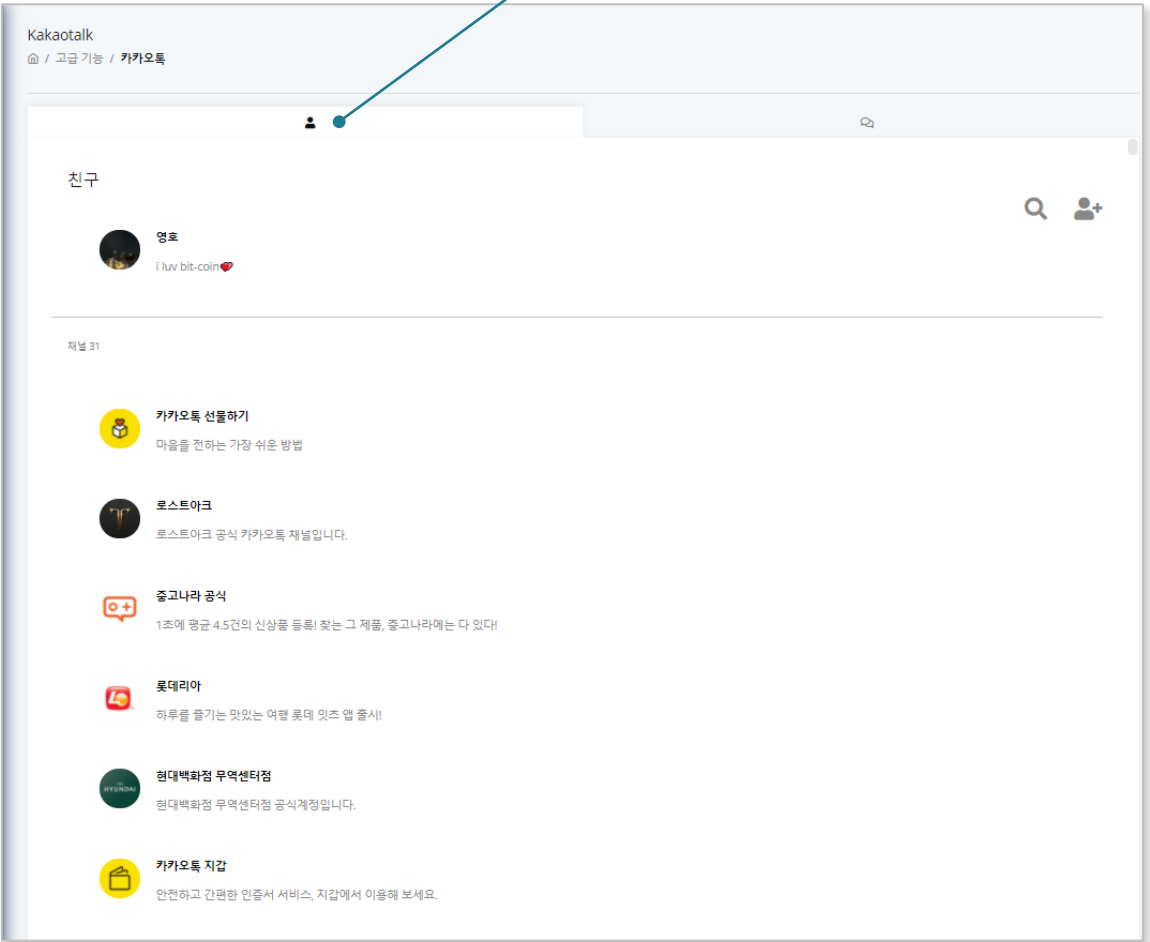 Kakaotalk
/ 고급 기능 / 카카오톡
친구
영호
i luv bit-coin
채널 31
카카오톡 선물하기
마음을 전하는 가장 쉬운 방법
로스트아크
로스트아크 공식 카카오톡 채널입니다.
중고나라 공식
1초에 평균 4.5건의 신상품 등록! 찾는 그 제품, 중고나라에는 다 있다!
롯데리아
하루를 즐기는 맛있는 여행 롯데 잇츠 앱 출시!
THE
HYUNDAI
현대백화점 무역센터점
현대백화점 무역센터점 공식계정입니다.
카카오톡 지갑
안전하고 간편한 인증서 서비스, 지갑에서 이용해 보세요.